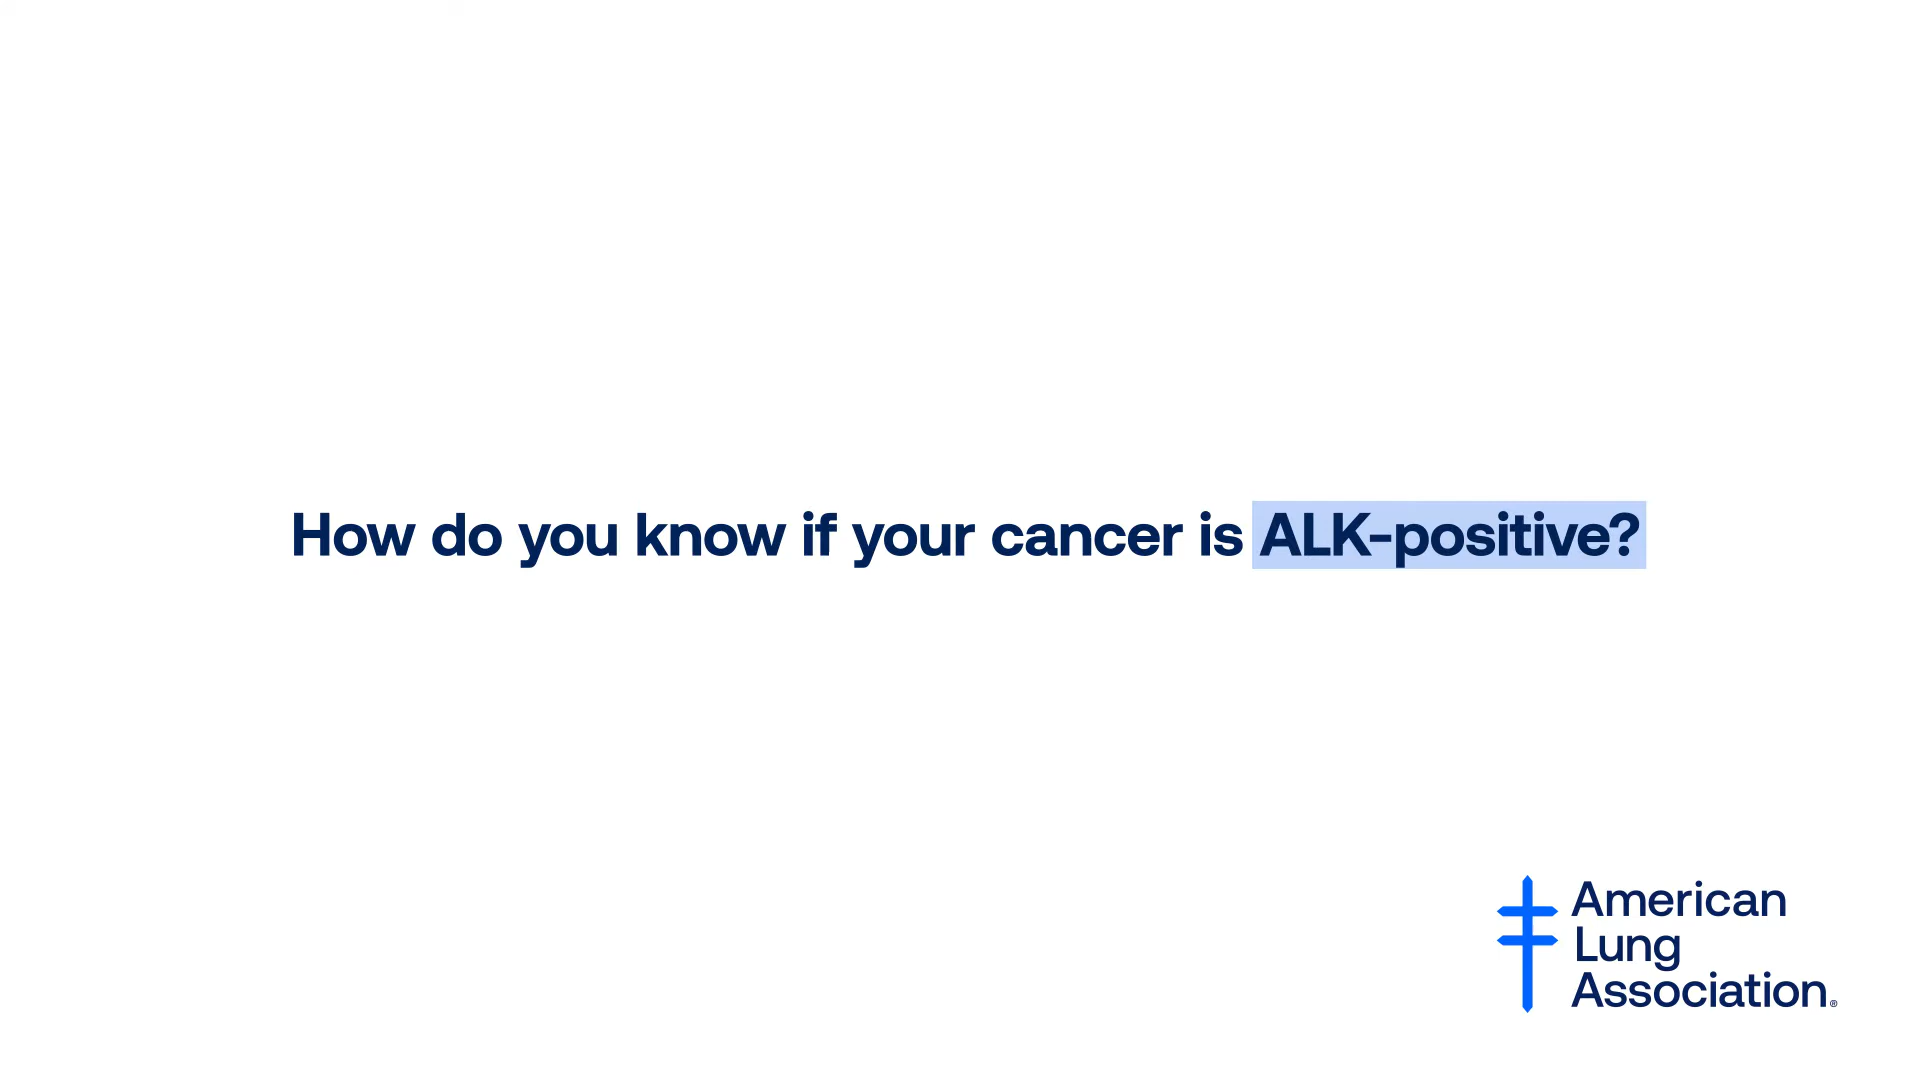 How do you know if your cancer is ALK-positive?
American
Lung
Association®